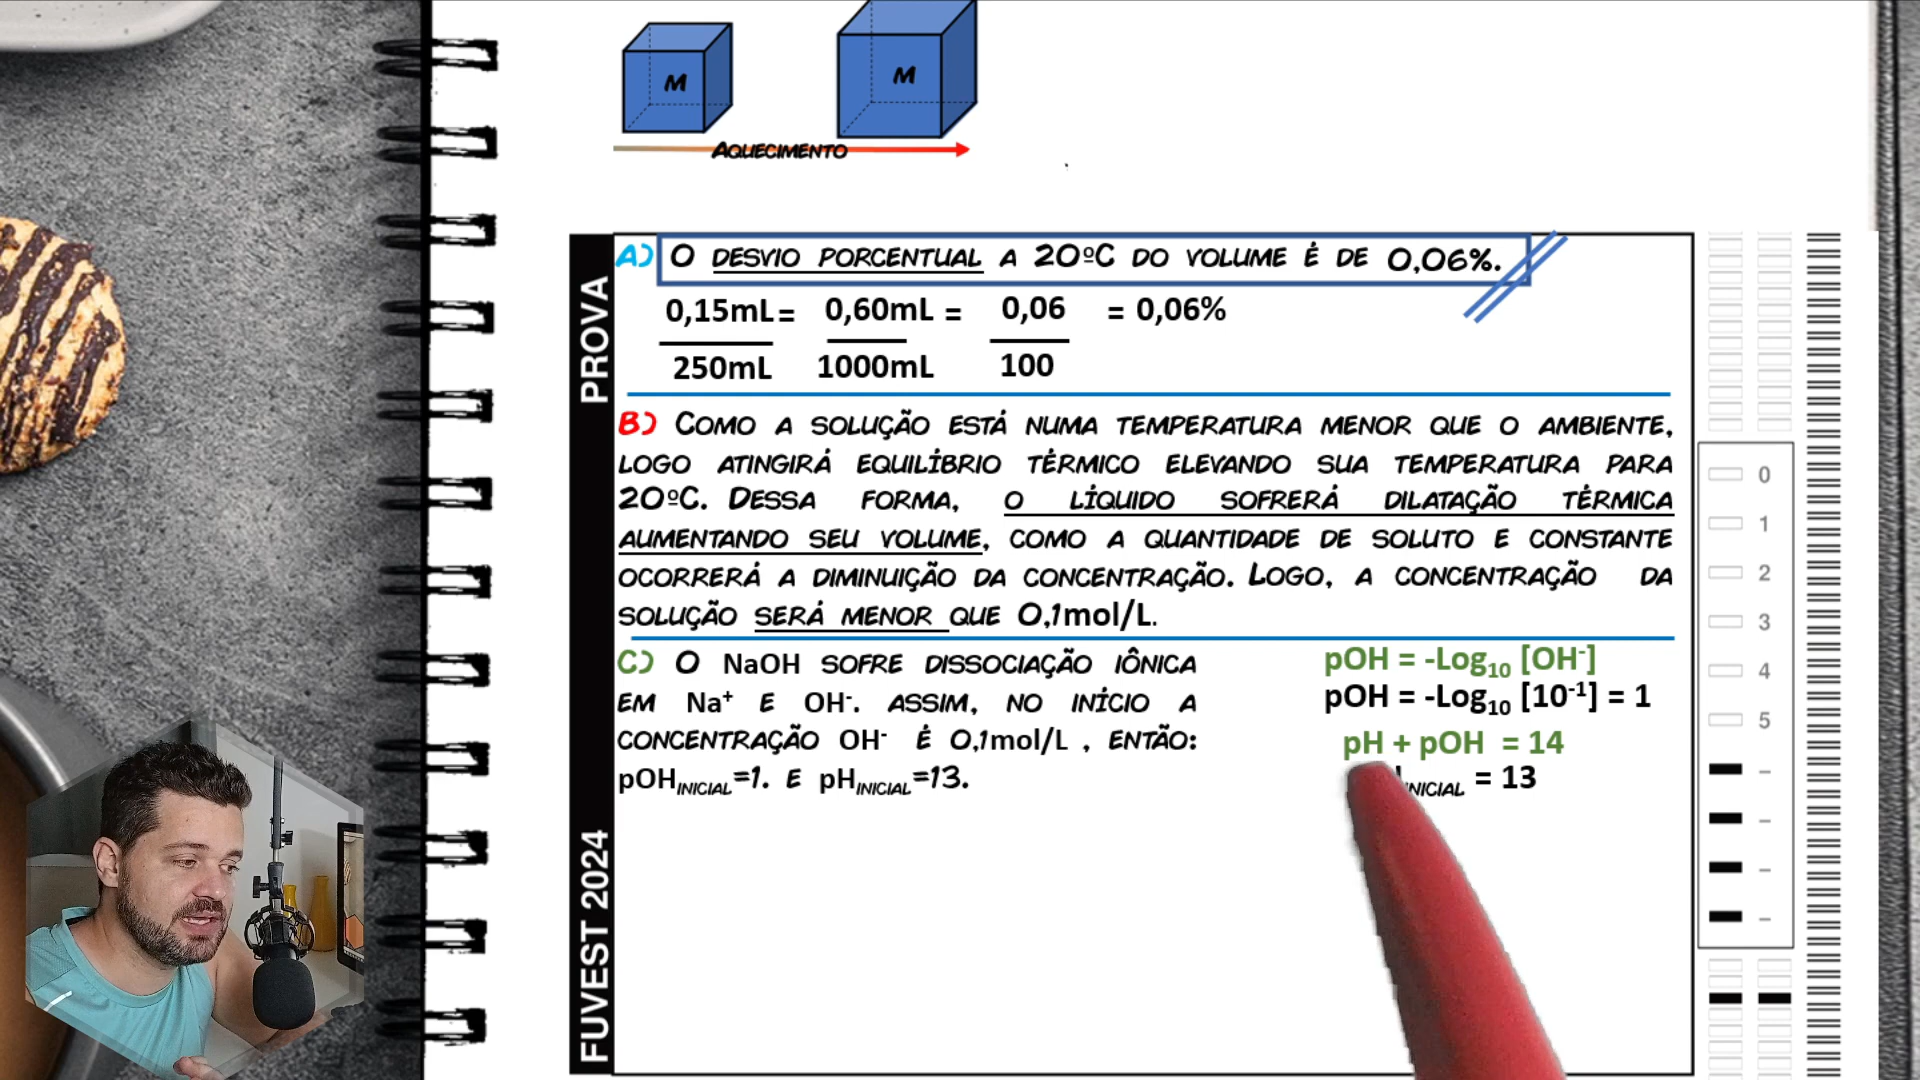 M
M
AQUECIMENTO
PROVA
FUVEST 2024
A) O DESVIO PORCENTUAL A 20ºC DO VOLUME É DE 0,06%.
0,15mL = 0,60mL = 0,06 = 0,06%
250mL 1000mL 100
B) COMO A SOLUÇÃO ESTÁ NUMA TEMPERATURA MENOR QUE O AMBIENTE,
LOGO ATINGIRÁ EQUILÍBRIO TÉRMICO ELEVANDO SUA TEMPERATURA PARA
20ºC. DESSA FORMA, O LÍQUIDO SOFRERÁ DILATAÇÃO TÉRMICA
AUMENTANDO SEU VOLUME, COMO A QUANTIDADE DE SOLUTO E CONSTANTE
OCORRERÁ A DIMINUIÇÃO DA CONCENTRAÇÃO. LOGO, A CONCENTRAÇÃO DA
SOLUÇÃO SERÁ MENOR QUE 0,1mol/L.
C) O NaOH SOFRE DISSOCIAÇÃO IÔNICA
EM Na⁺ E OH⁻. ASSIM, NO INÍCIO A
CONCENTRAÇÃO OH⁻ É 0,1mol/L , ENTÃO:
pOH INICIAL =1. E pH INICIAL =13.
pOH = -Log₁₀ [OH⁻]
pOH = -Log₁₀ [10⁻¹] = 1
pH + pOH = 14
= 13
0
1
2
3
4
5
–
–
–
–